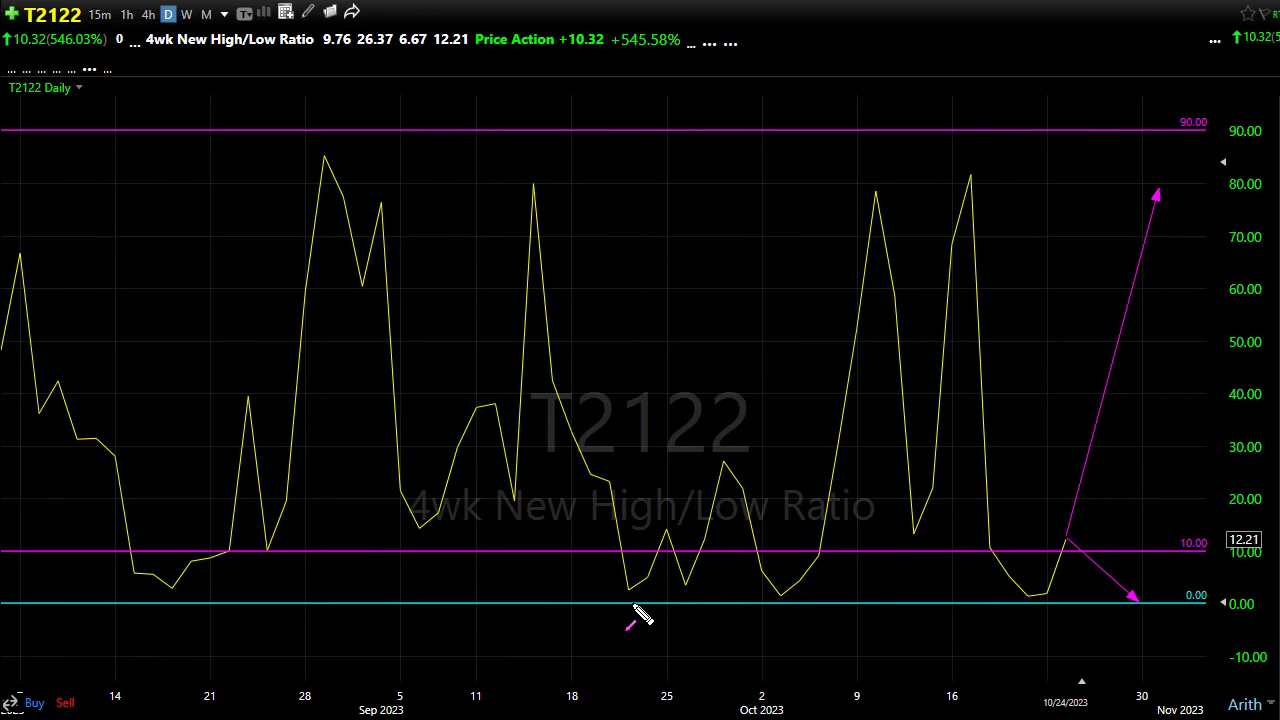 T2122 15m 1h 4h D W M
10.32(546.03%) 0 ... 4wk New High/Low Ratio 9.76 26.37 6.67 12.21 Price Action +10.32 +545.58% ... ... ... ... 10.32(5
... ... ... ... ... ... ...
T2122 Daily
90.00
90.00
80.00
70.00
60.00
50.00
40.00
30.00
20.00
T2122
4wk New High/Low Ratio
10.00
12.21
10.00
0.00
0.00
-10.00
14 21 28 5 11 18 25 2 9 16 10/24/2023 30
Buy Sell Sep 2023 Oct 2023 Nov 2023 Arith